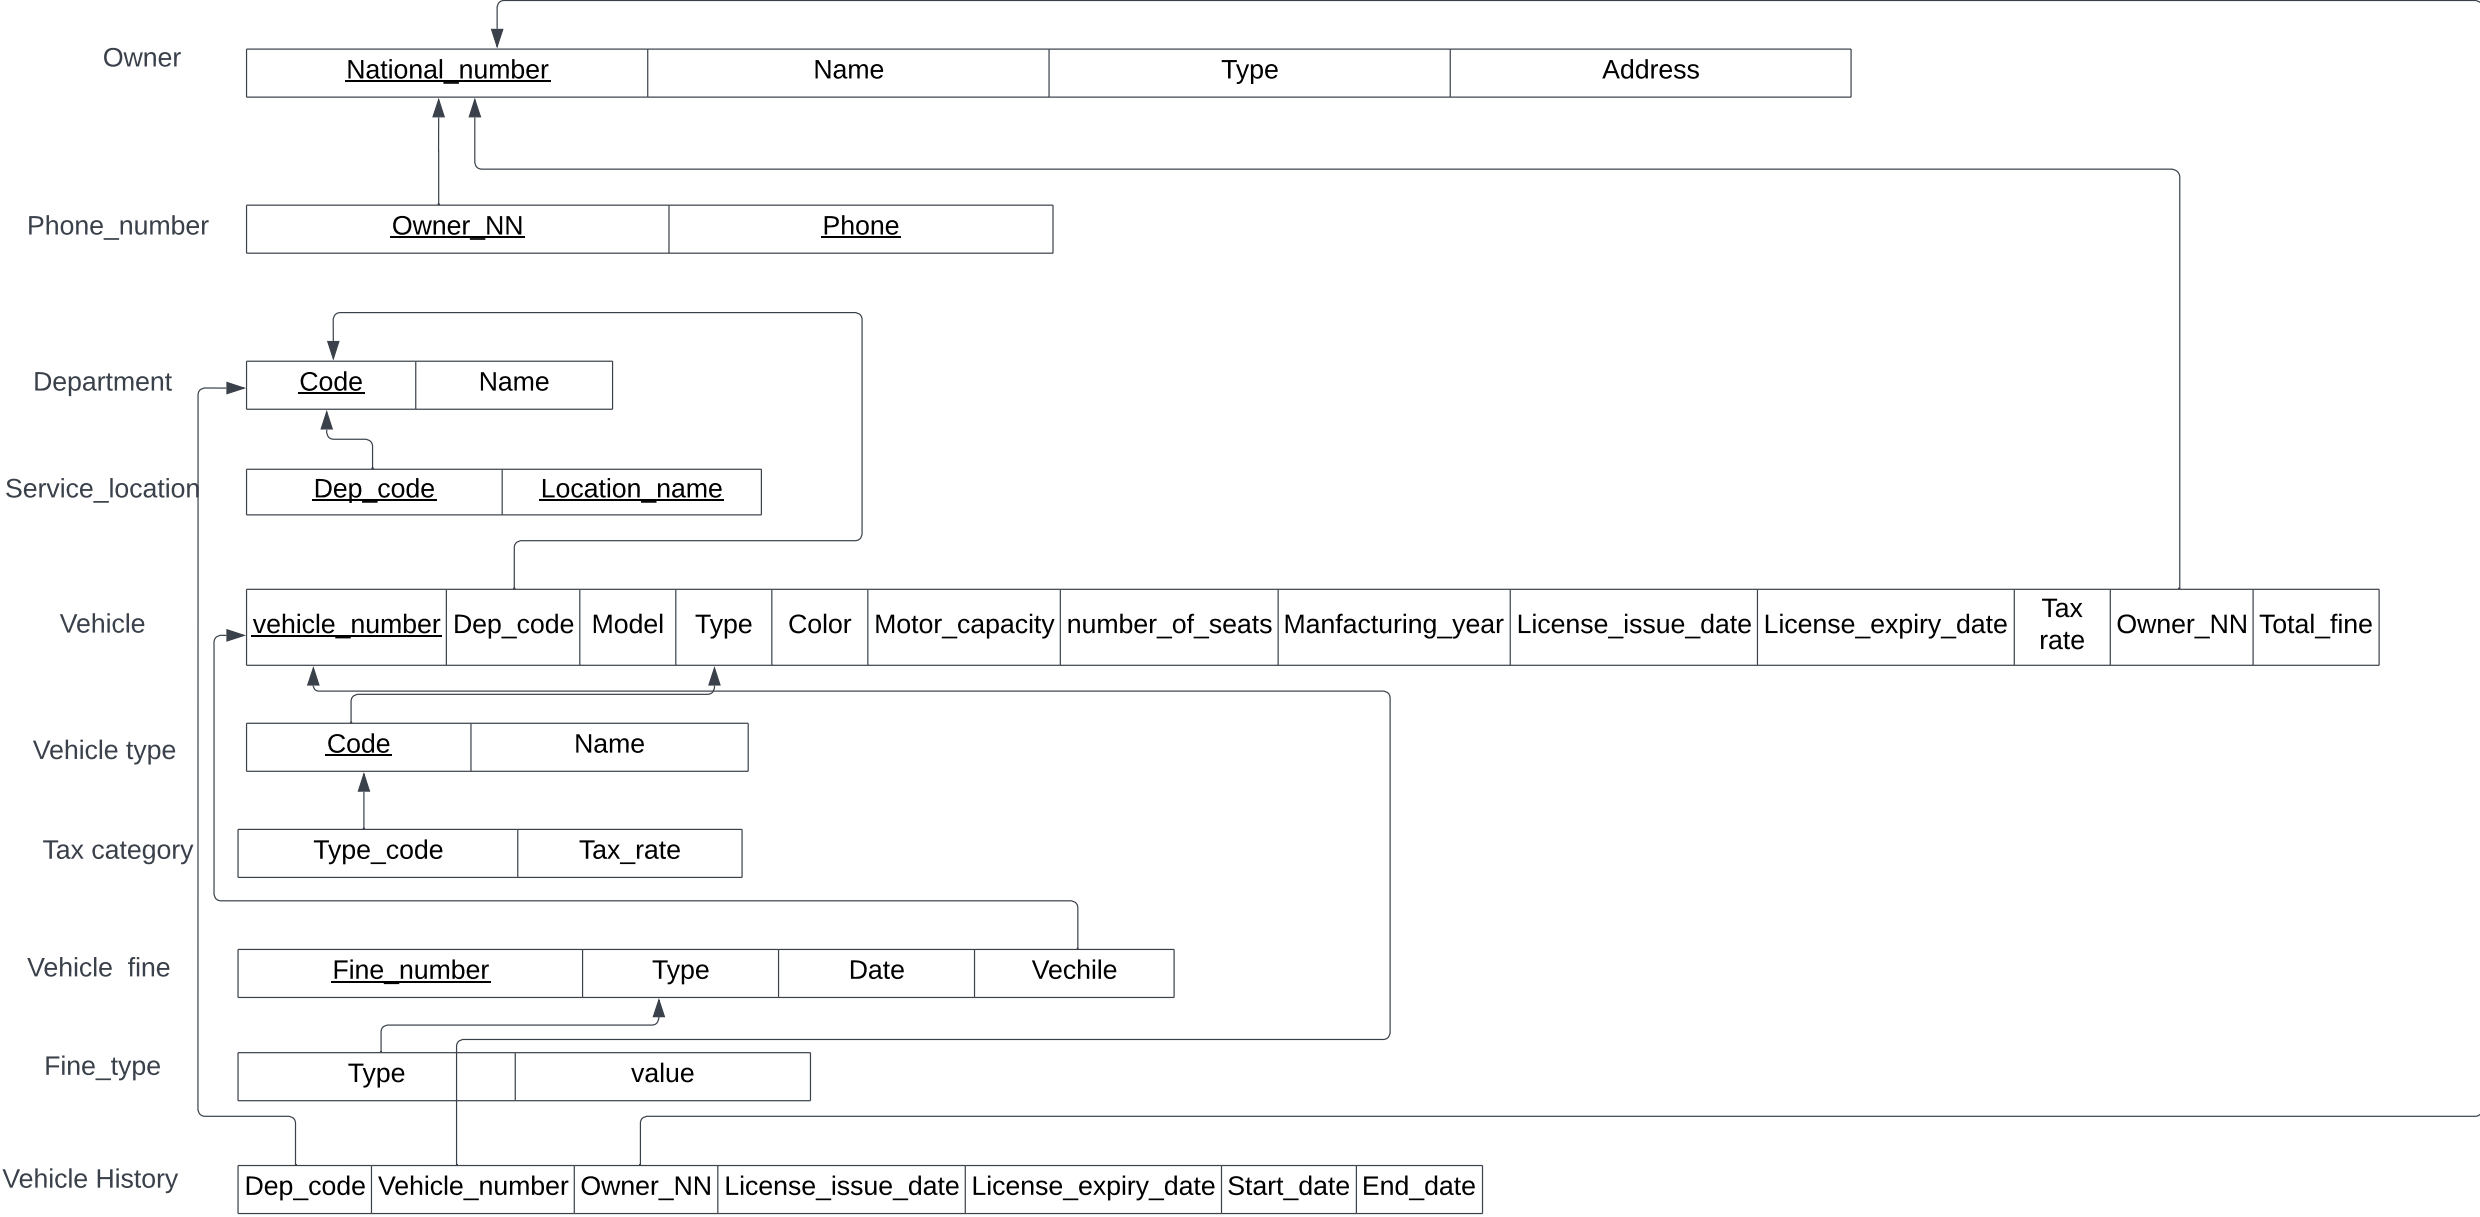 Owner
National_number Name Type Address
Phone_number
Owner_NN Phone
Department
Code Name
Service_location
Dep_code Location_name
Vehicle
vehicle_number Dep_code Model Type Color Motor_capacity number_of_seats Manfacturing_year License_issue_date License_expiry_date Tax
rate Owner_NN Total_fine
Vehicle type
Code Name
Tax category
Type_code Tax_rate
Vehicle fine
Fine_number Type Date Vechile
Fine_type
Type value
Vehicle History
Dep_code Vehicle_number Owner_NN License_issue_date License_expiry_date Start_date End_date